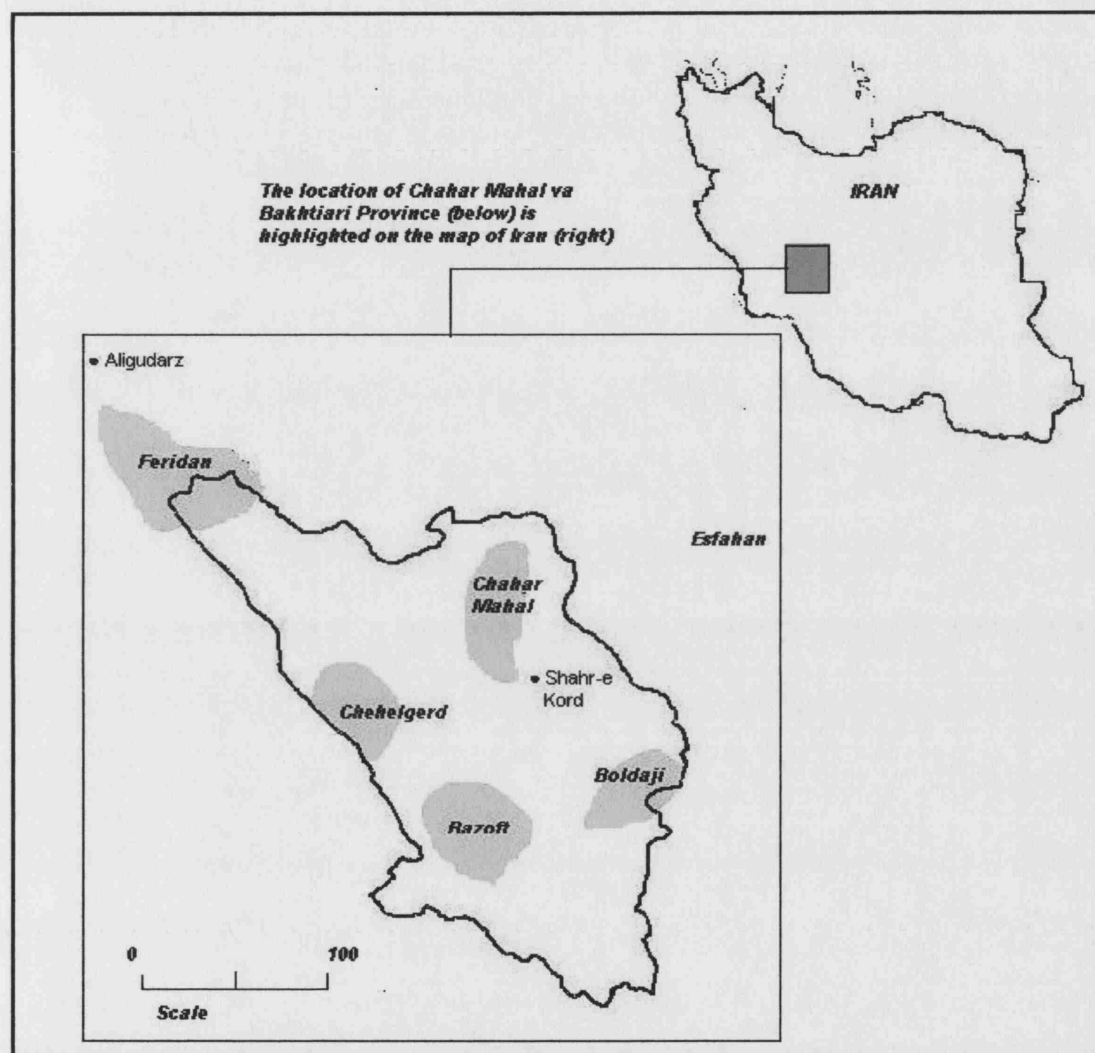 IRAN
The location of Chahar Mahal va
Bakhtiari Province (below) is
highlighted on the map of Iran (right)
Aligudarz
Feridan
Esfahan
Chahar
Mahal
Shahr-e
Kord
Chehelgerd
Boldaji
Bazoft
0 100
Scale